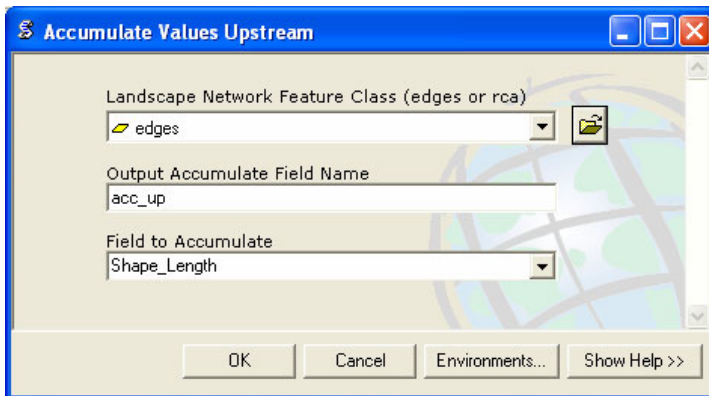 Accumulate Values Upstream
Landscape Network Feature Class (edges or rca)
edges
Output Accumulate Field Name
acc_up
Field to Accumulate
Shape_Length
OK Cancel Environments... Show Help >>